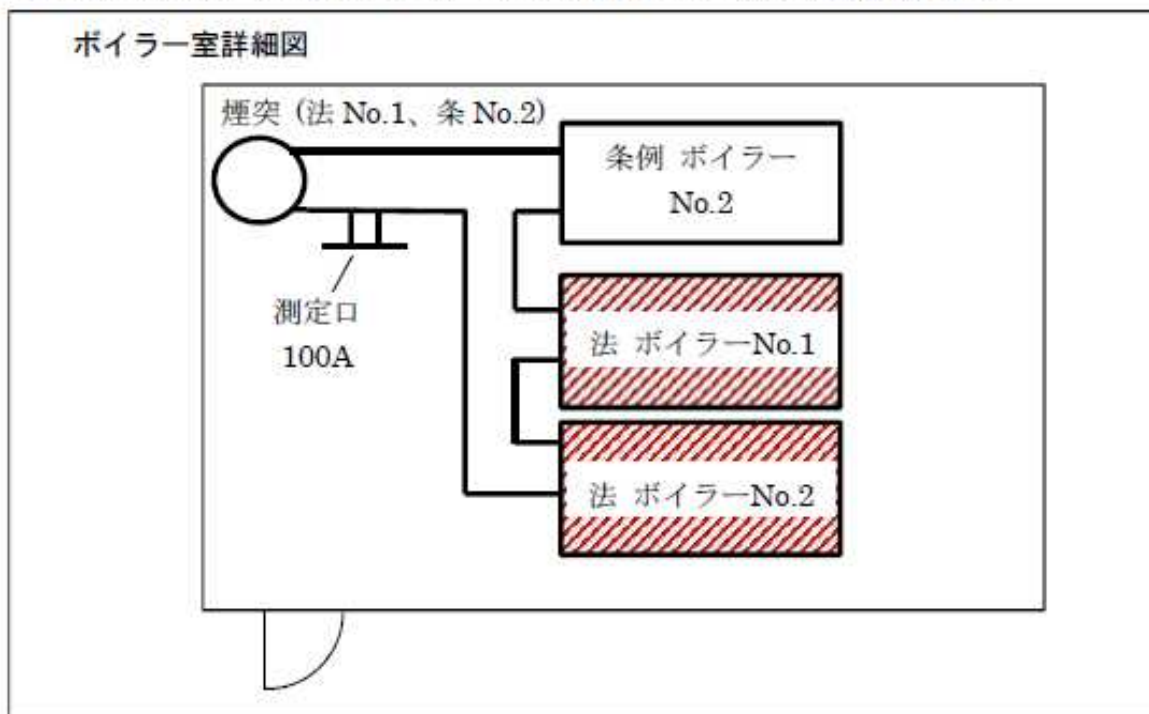 ボイラー室詳細図
煙突 (法 No.1、条 No.2)
条例 ボイラー
No.2
測定口
100A
法 ボイラーNo.1
法 ボイラーNo.2